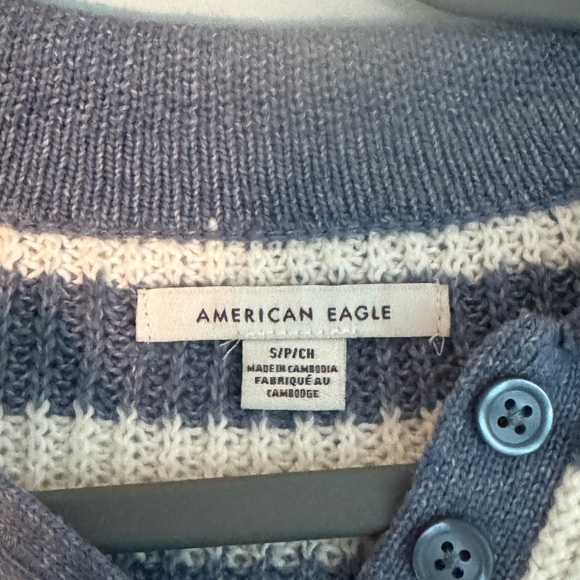 AMERICAN EAGLE
S/P/CH
MADE IN CAMBODIA
FABRIQUÉ AU
CAMBODGE